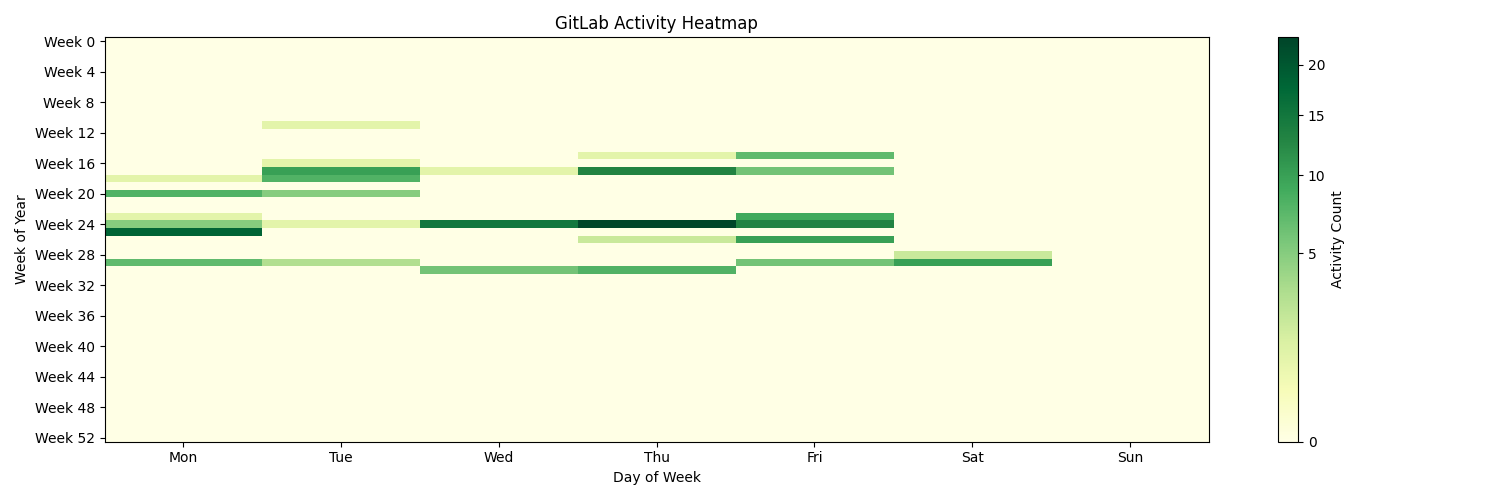 GitLab Activity Heatmap
Week 0
Week 4
Week 8
Week 12
Week 16
Week 20
Week 24
Week 28
Week 32
Week 36
Week 40
Week 44
Week 48
Week 52
Week of Year
Mon Tue Wed Thu Fri Sat Sun
Day of Week
20
15
10
5
0
Activity Count